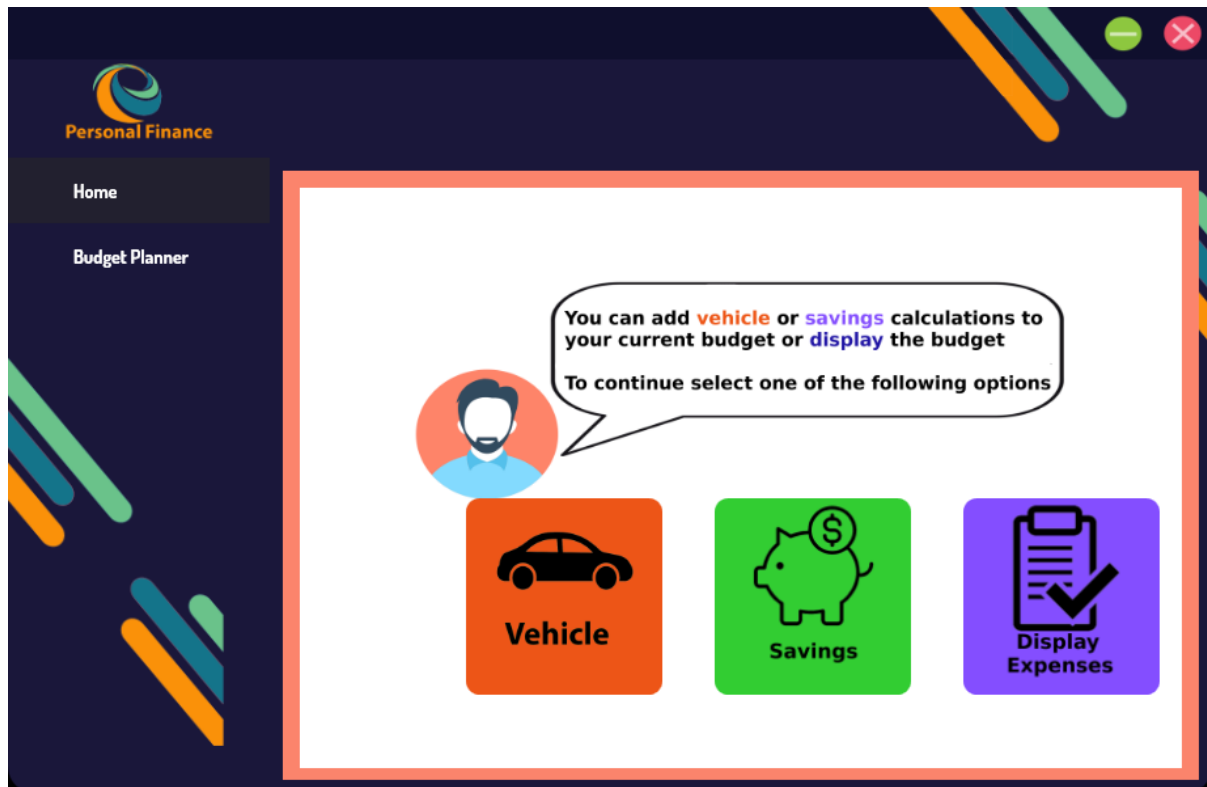 Personal Finance
Home
Budget Planner
You can add vehicle or savings calculations to
your current budget or display the budget
To continue select one of the following options
$
Vehicle
Savings
Display
Expenses